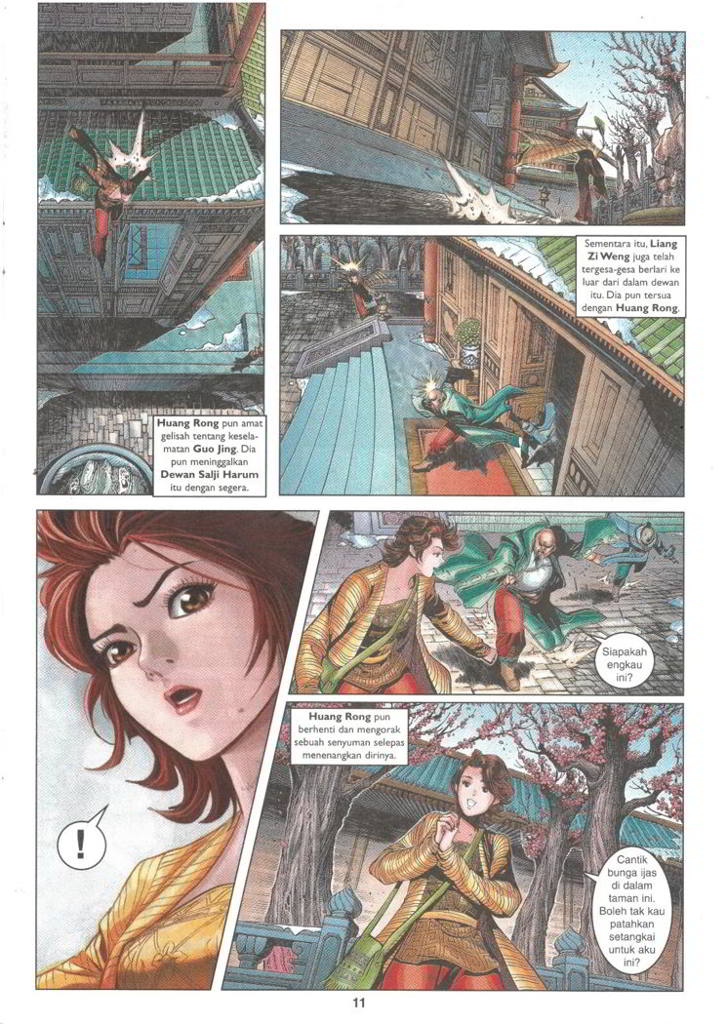 Huang Rong pun amat
gelisah tentang kesela-
matan Guo Jing. Dia
pun meninggalkan
Dewan Salji Harum
itu dengan segera.
Sementara itu, Liang
Zi Weng juga telah
tergesa-gesa berlari ke
luar dari dalam dewan
itu. Dia pun tersua
dengan Huang Rong.
!
Siapakah
engkau
ini?
Huang Rong pun
berhenti dan mengorak
sebuah senyuman selepas
menenangkan dirinya.
Cantik
bunga ijas
di dalam
taman ini.
Boleh tak kau
patahkan
setangkai
untuk aku
ini?
11